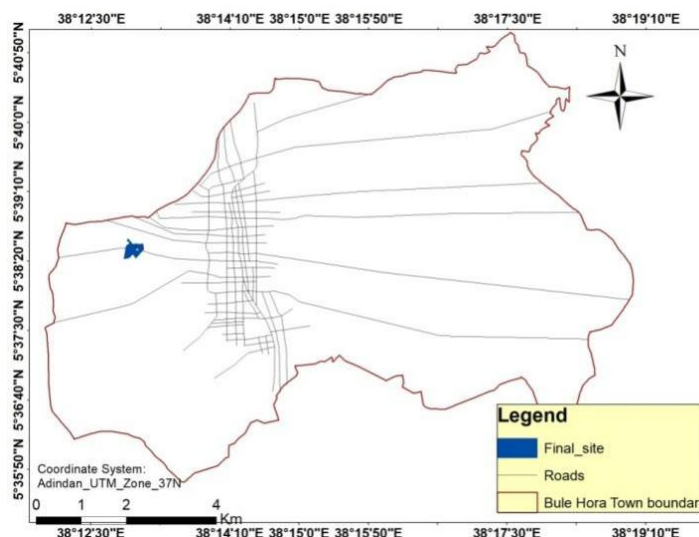 38°12'30"E 38°14'10"E 38°15'0"E 38°15'50"E 38°17'30"E 38°19'10"E
N
5°40'50"N
5°40'0"N
5°39'10"N
5°38'20"N
5°37'30"N
5°36'40"N
5°35'50"N
Legend
Final_site
Roads
Bule Hora Town boundar
Coordinate System:
Adindan_UTM_Zone_37N
0 1 2 4
Km
38°12'30"E 38°14'10"E 38°15'0"E 38°15'50"E 38°17'30"E 38°19'10"E